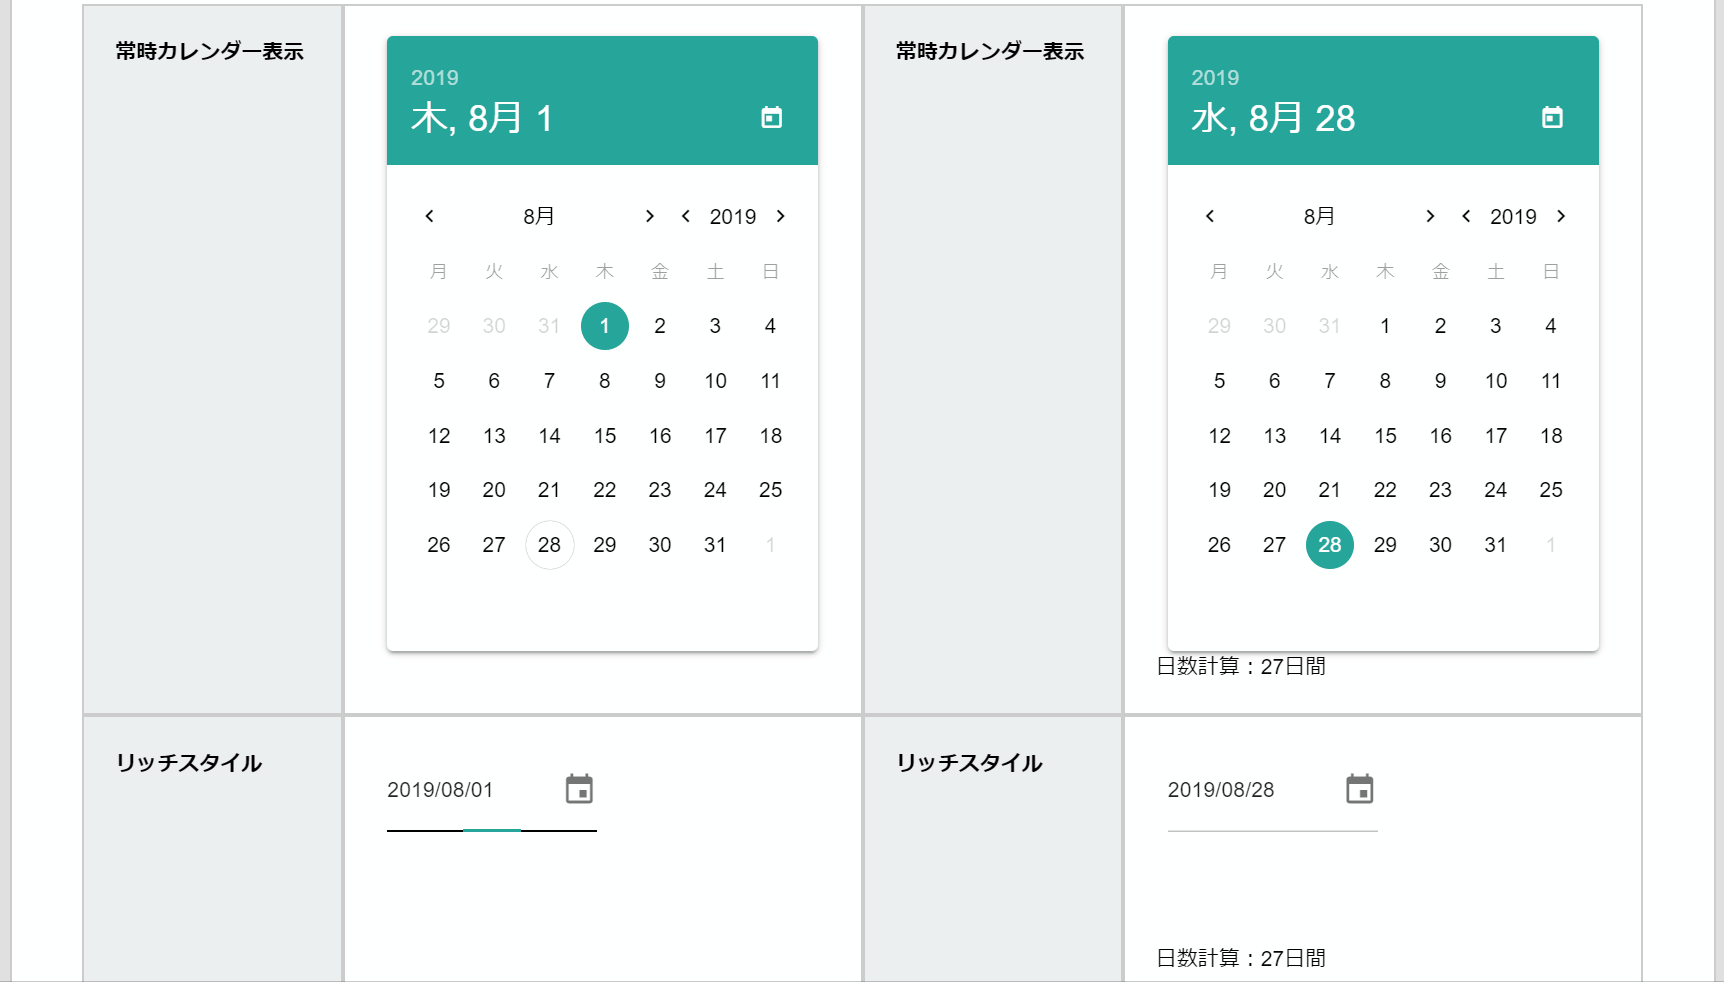 常時カレンダー表示
2019
木, 8月 1
8月 2019
月 火 水 木 金 土 日
29 30 31 1 2 3 4
5 6 7 8 9 10 11
12 13 14 15 16 17 18
19 20 21 22 23 24 25
26 27 28 29 30 31 1
常時カレンダー表示
2019
水, 8月 28
8月 2019
月 火 水 木 金 土 日
29 30 31 1 2 3 4
5 6 7 8 9 10 11
12 13 14 15 16 17 18
19 20 21 22 23 24 25
26 27 28 29 30 31 1
日数計算：27日間
リッチスタイル
2019/08/01
リッチスタイル
2019/08/28
日数計算：27日間